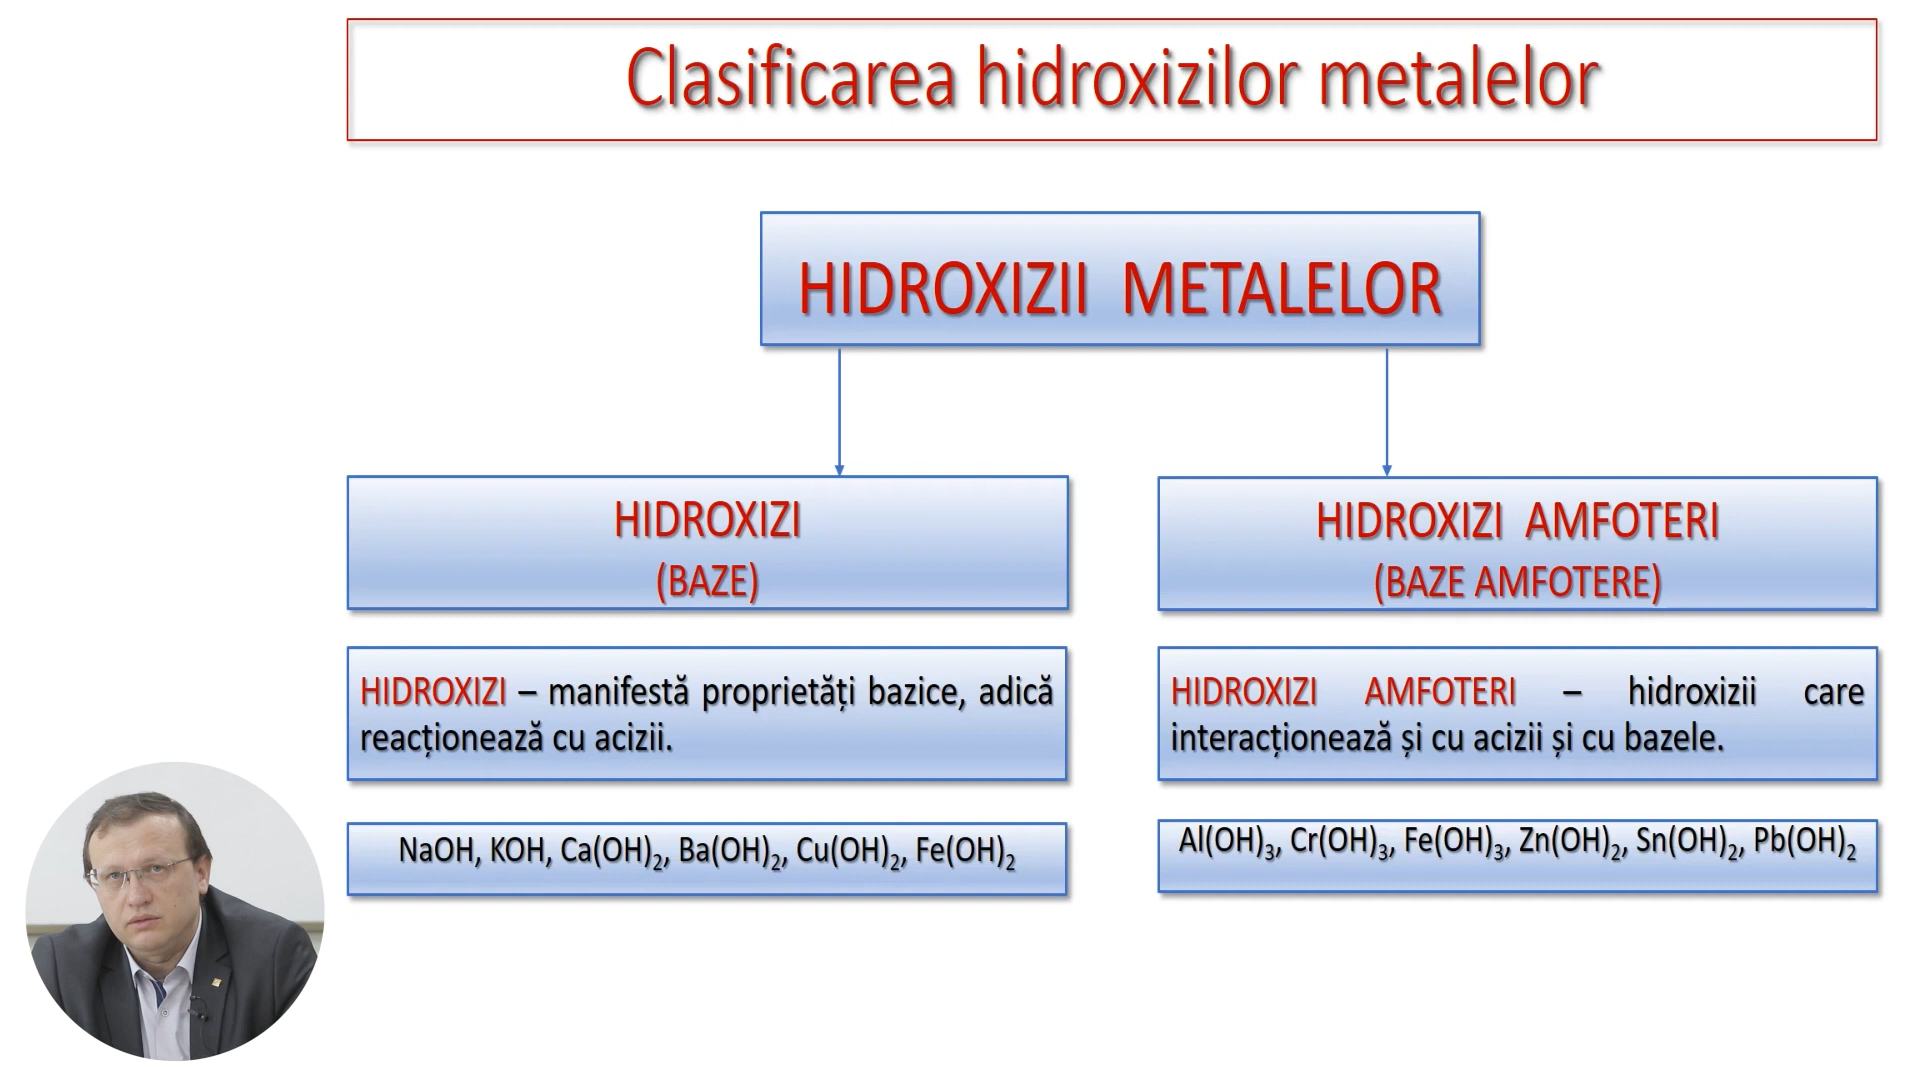 Clasificarea hidroxizilor metalelor
HIDROXIZII METALELOR
HIDROXIZI
(BAZE)
HIDROXIZI AMFOTERI
(BAZE AMFOTERE)
HIDROXIZI – manifestă proprietăți bazice, adică
reacționează cu acizii.
HIDROXIZI AMFOTERI – hidroxizii care
interacționează și cu acizii și cu bazele.
NaOH, KOH, Ca(OH)₂, Ba(OH)₂, Cu(OH)₂, Fe(OH)₂
Al(OH)₃, Cr(OH)₃, Fe(OH)₃, Zn(OH)₂, Sn(OH)₂, Pb(OH)₂